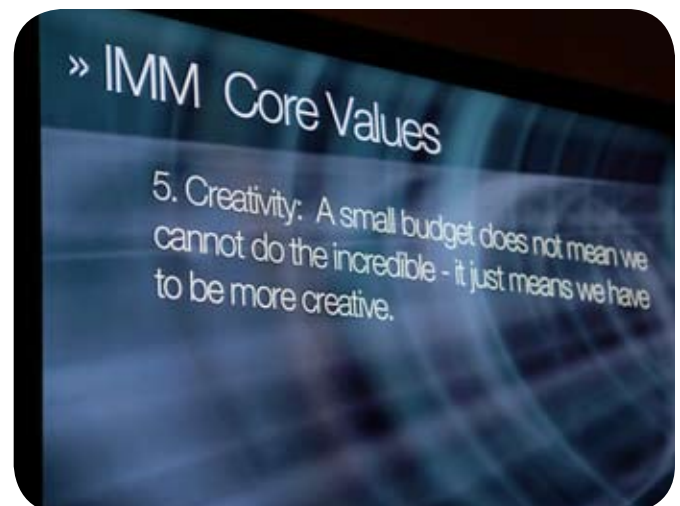 » IMM Core Values
5. Creativity: A small budget does not mean we
cannot do the incredible - it just means we have
to be more creative.